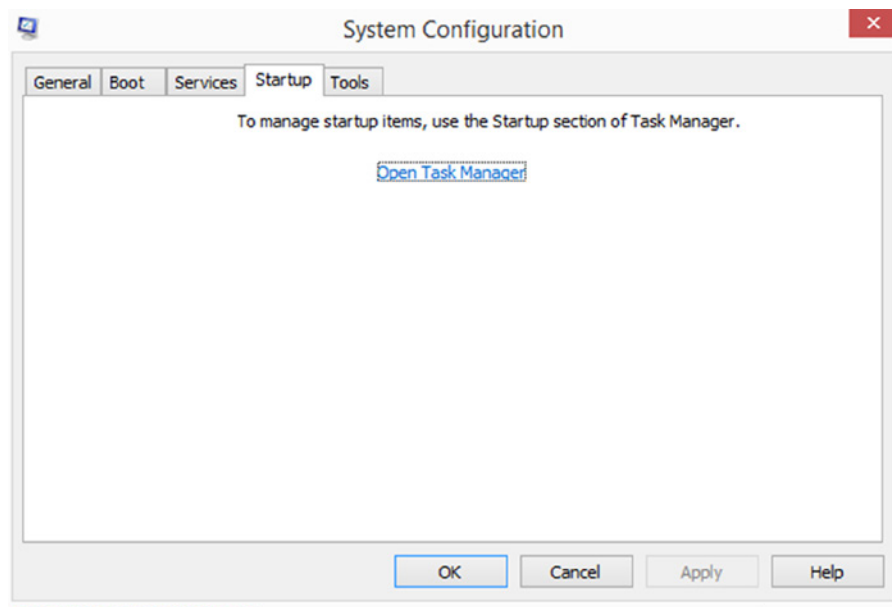 System Configuration
General Boot Services Startup Tools
To manage startup items, use the Startup section of Task Manager.
Open Task Manager
OK Cancel Apply Help